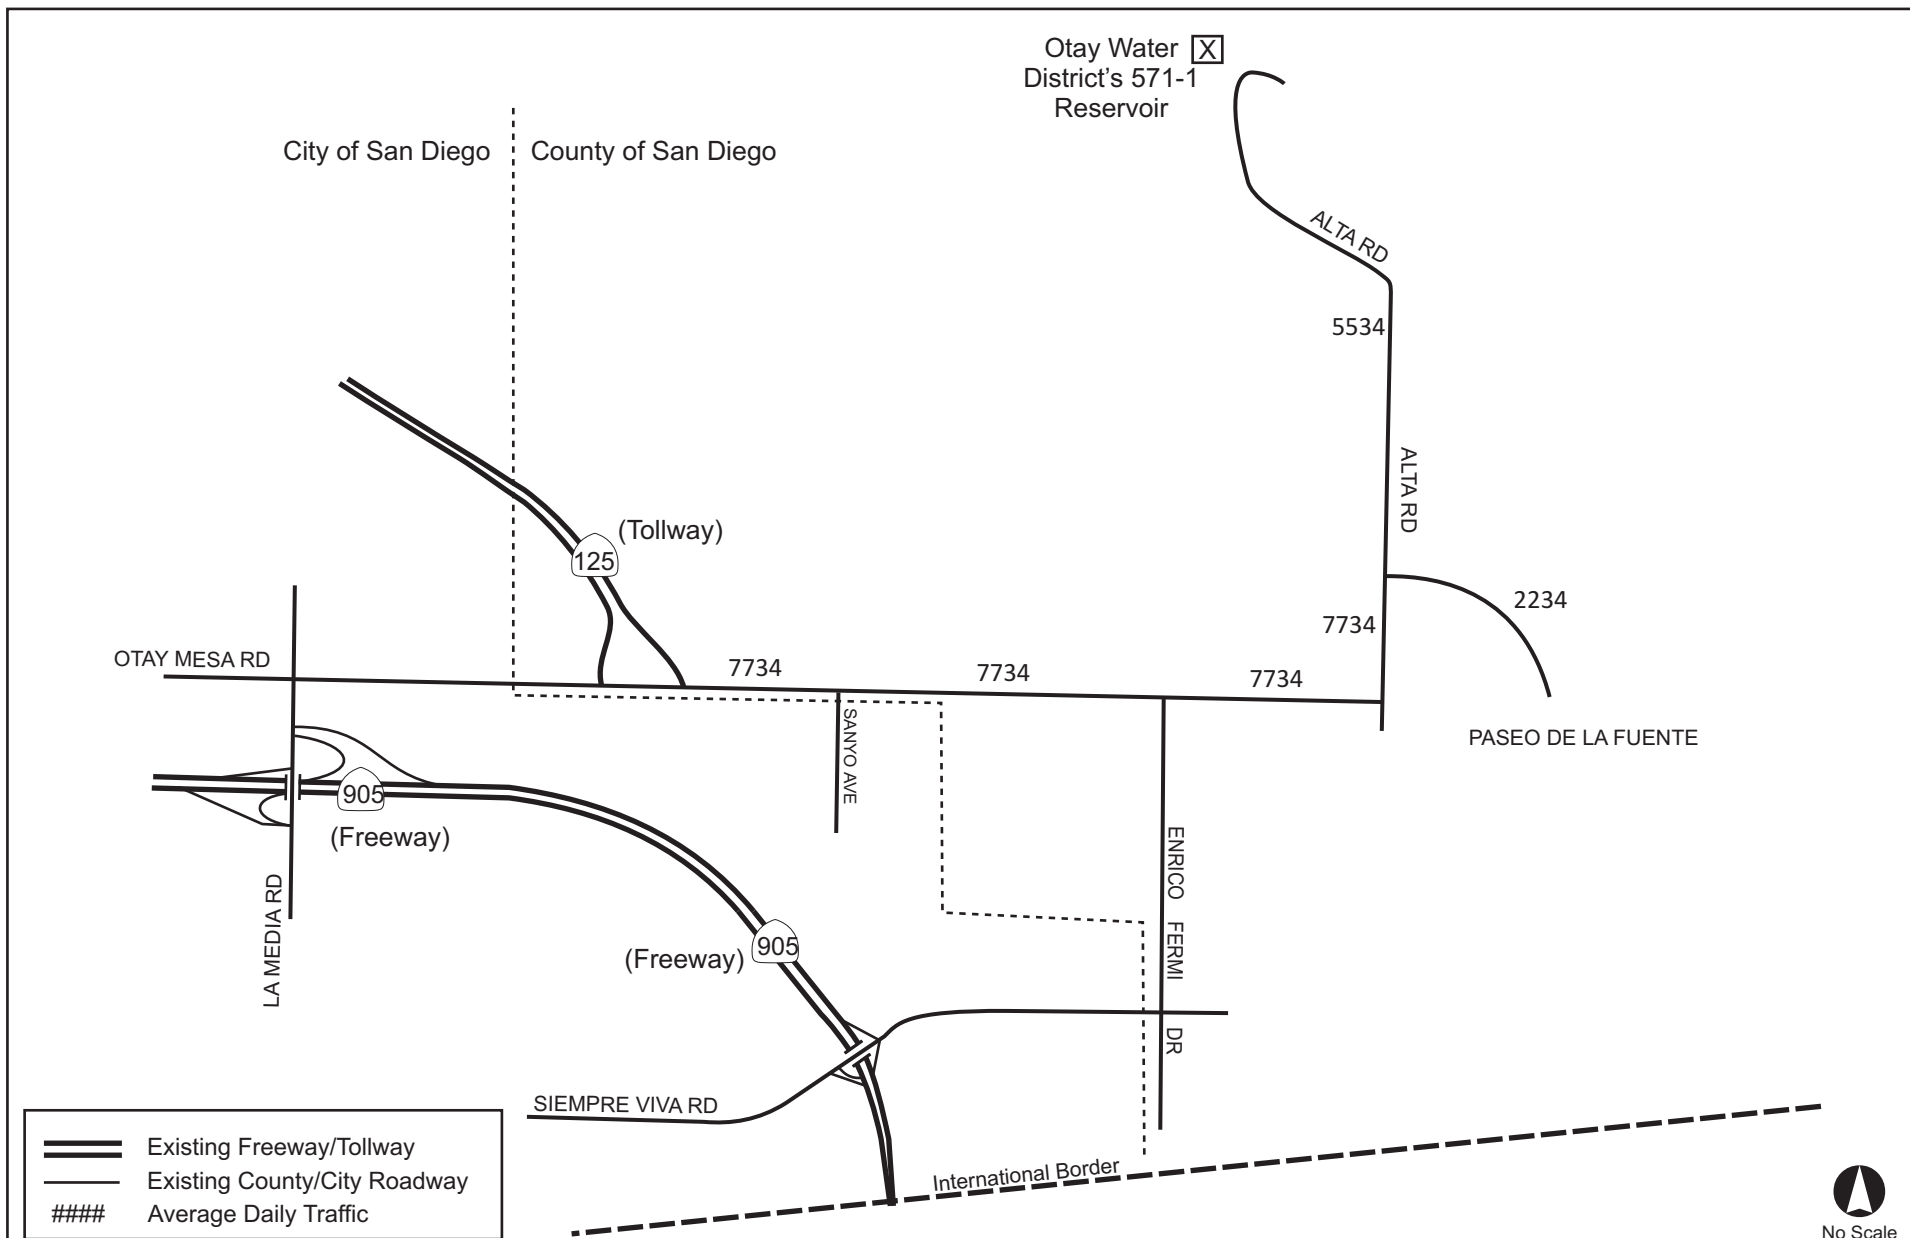 Otay Water X
District's 571-1
Reservoir
City of San Diego
County of San Diego
ALTA RD
5534
ALTA RD
(Tollway)
125
2234
7734
OTAY MESA RD
7734
7734
7734
SANYO AVE
PASEO DE LA FUENTE
905
(Freeway)
ENRICO FERMI DR
LA MEDIA RD
905
(Freeway)
SIEMPRE VIVA RD
Existing Freeway/Tollway
Existing County/City Roadway
#### Average Daily Traffic
International Border
No Scale